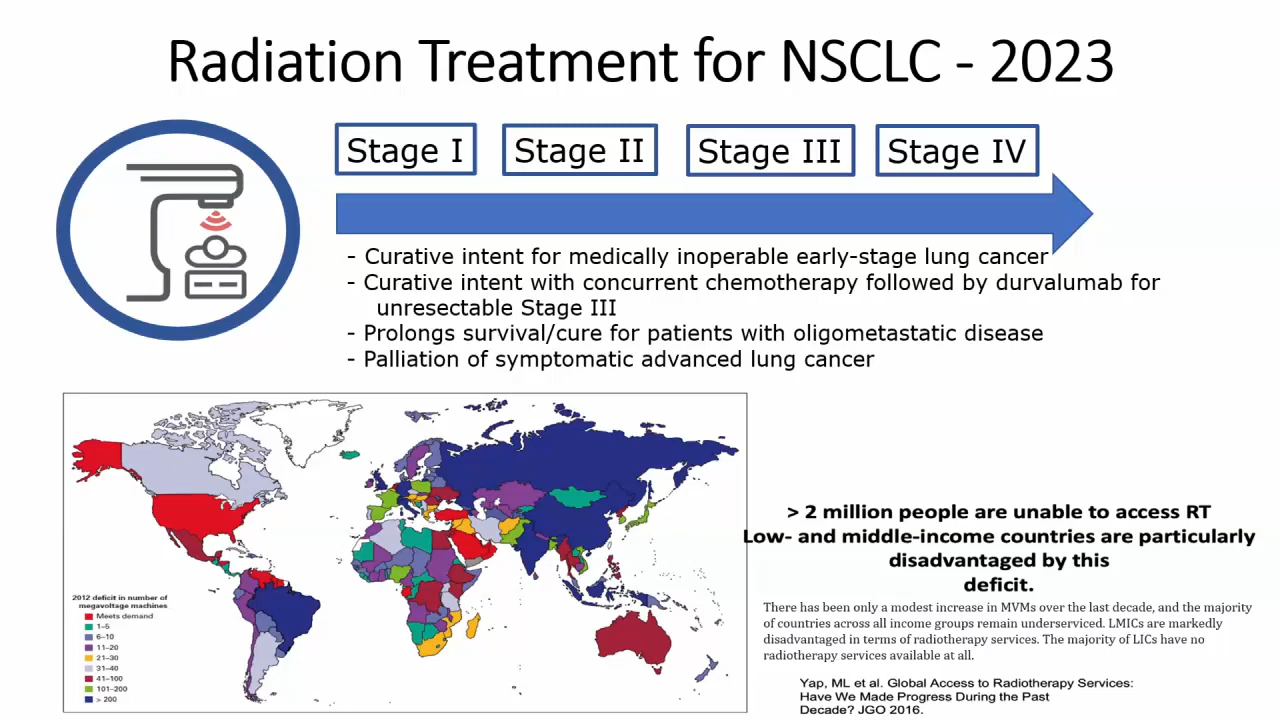 Radiation Treatment for NSCLC - 2023
Stage I
Stage II
Stage III
Stage IV
- Curative intent for medically inoperable early-stage lung cancer
- Curative intent with concurrent chemotherapy followed by durvalumab for
unresectable Stage III
- Prolongs survival/cure for patients with oligometastatic disease
- Palliation of symptomatic advanced lung cancer
2012 deficit in number of
megavoltage machines
Meets demand
1–5
6–10
11–20
21–30
31–40
41–100
101–200
> 200
> 2 million people are unable to access RT
Low- and middle-income countries are particularly
disadvantaged by this
deficit.
There has been only a modest increase in MVMs over the last decade, and the majority
of countries across all income groups remain underserviced. LMICs are markedly
disadvantaged in terms of radiotherapy services. The majority of LICs have no
radiotherapy services available at all.
Yap, ML et al. Global Access to Radiotherapy Services:
Have We Made Progress During the Past
Decade? JGO 2016.